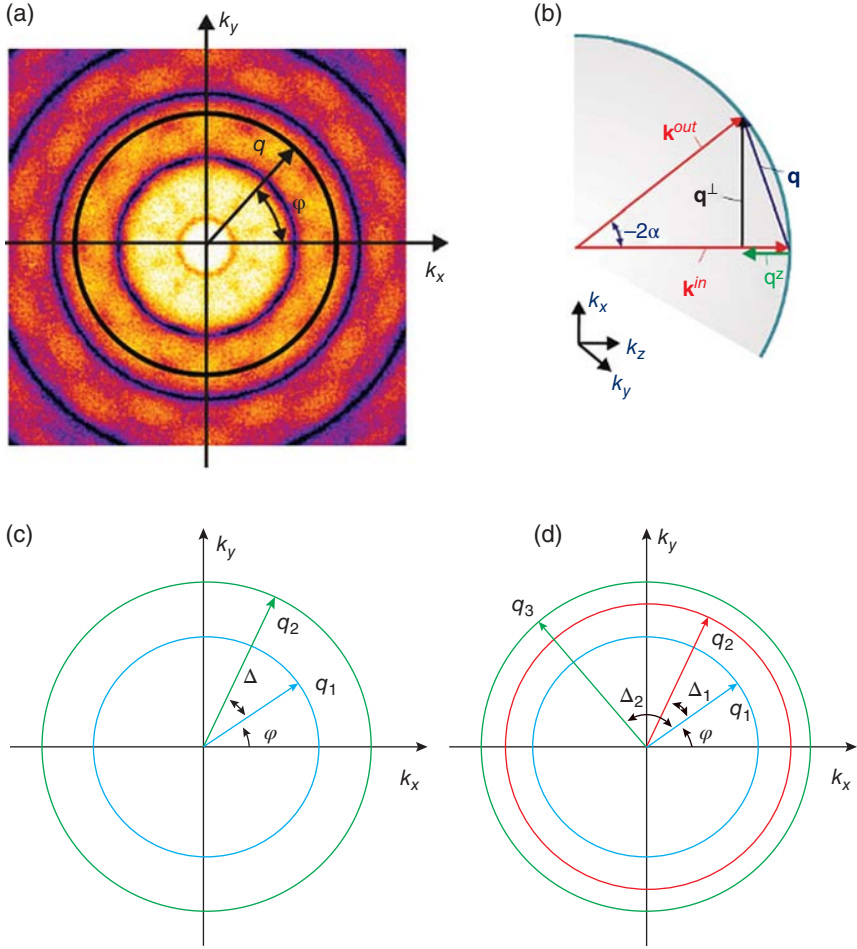 (a)
k_y
q
φ
k_x
(b)
k^out
q
q^⊥
–2α
q^z
k^in
k_x
k_z
k_y
(c)
k_y
q_2
Δ
q_1
φ
k_x
(d)
k_y
q_3
q_2
Δ_1
Δ_2
q_1
φ
k_x